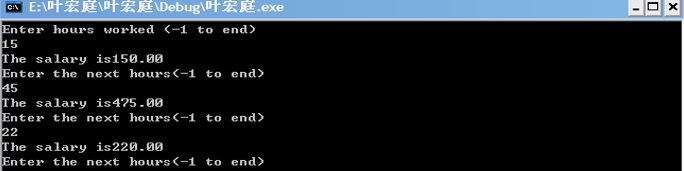 E:\叶宏庭\叶宏庭\Debug\叶宏庭.exe
Enter hours worked (-1 to end)
15
The salary is150.00
Enter the next hours(-1 to end)
45
The salary is475.00
Enter the next hours(-1 to end)
22
The salary is220.00
Enter the next hours(-1 to end)